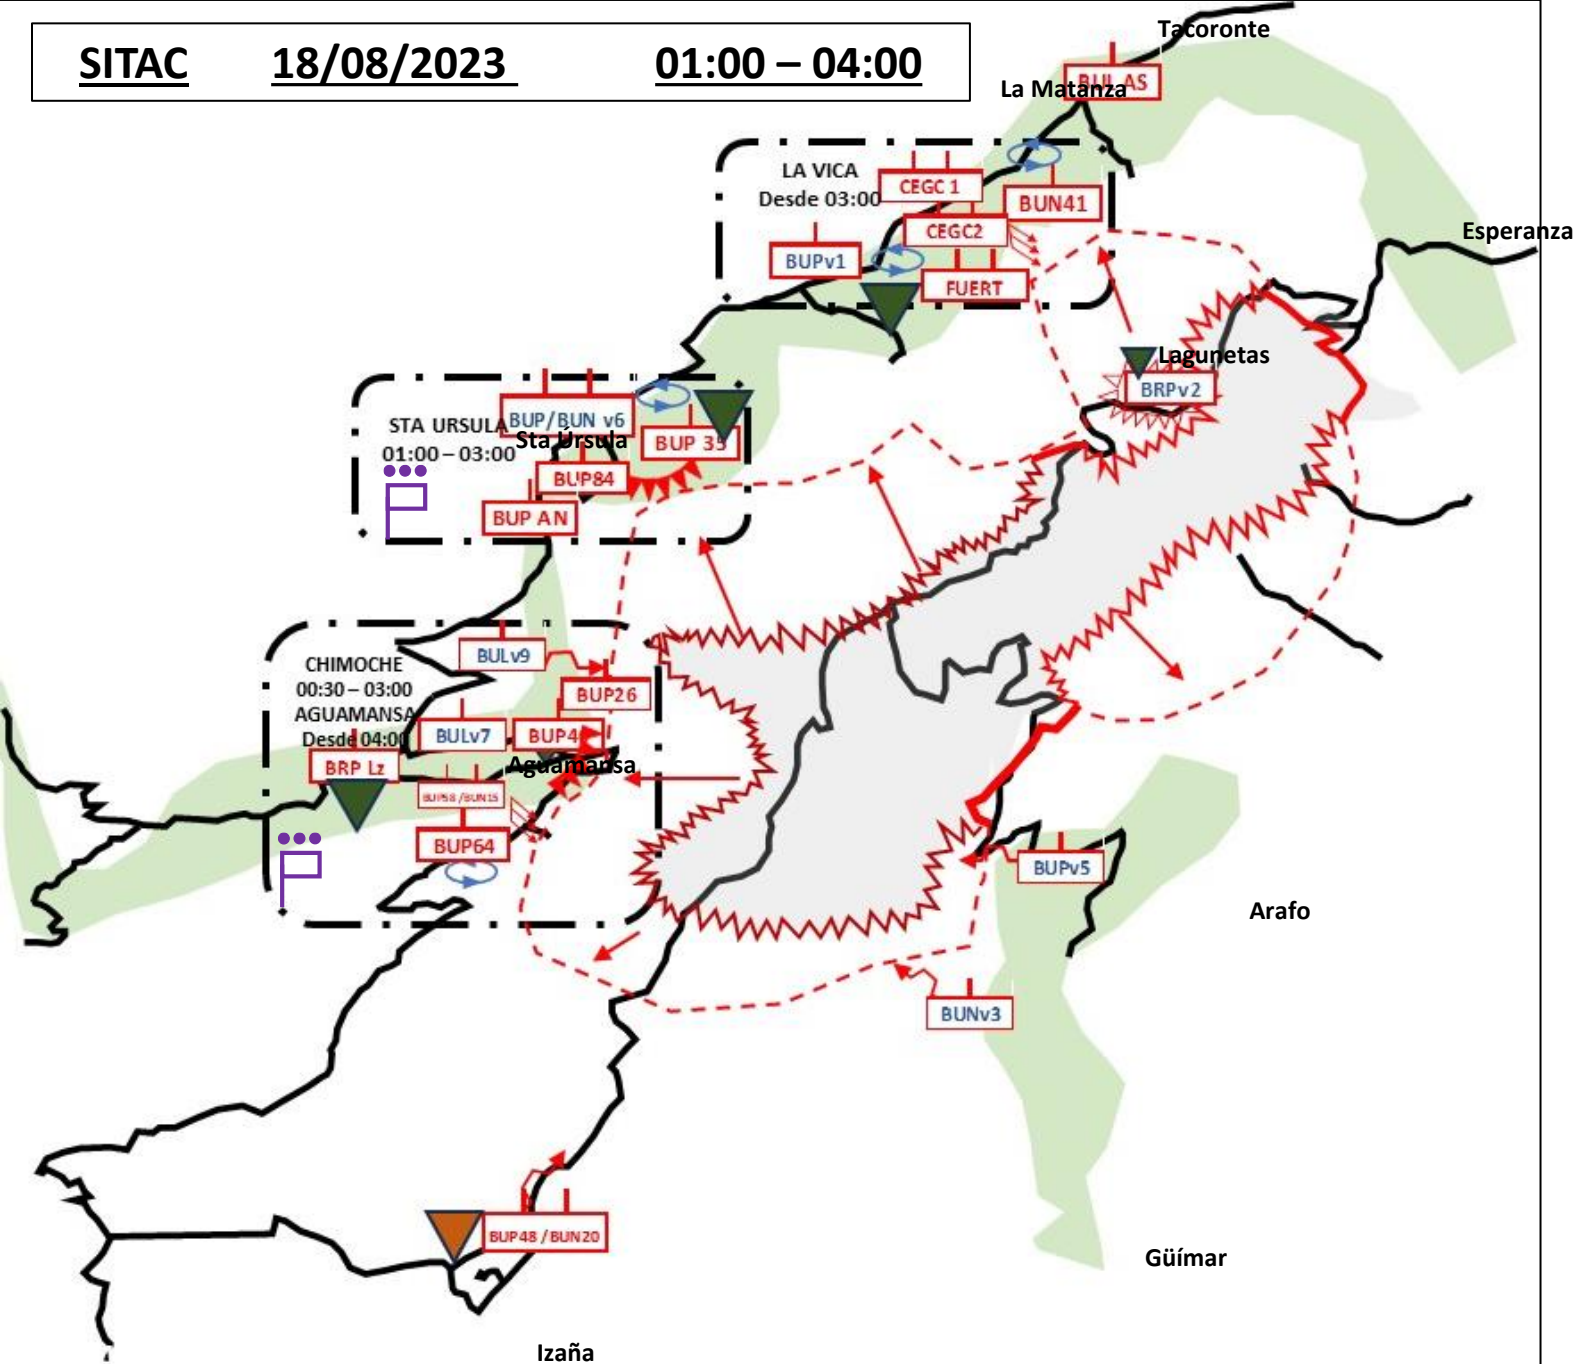 SITAC 18/08/2023 01:00 – 04:00
Tacoronte
La Matanza
BUL AS
LA VICA
Desde 03:00
CEGC 1
BUN41
CEGC2
BUPv1
FUERT
Esperanza
Lagunetas
BRPv2
STA URSULA
01:00 – 03:00
BUP/BUN v6
Sta Úrsula
BUP 35
BUP84
BUP AN
CHIMOCHE
00:30 – 03:00
AGUAMANSA
Desde 04:00
BULv9
BUP26
BULv7
Aguamansa
BRP Lz
BUP58 /BUN15
BUP64
BUPv5
Arafo
BUNv3
BUP48 /BUN20
Güímar
Izaña